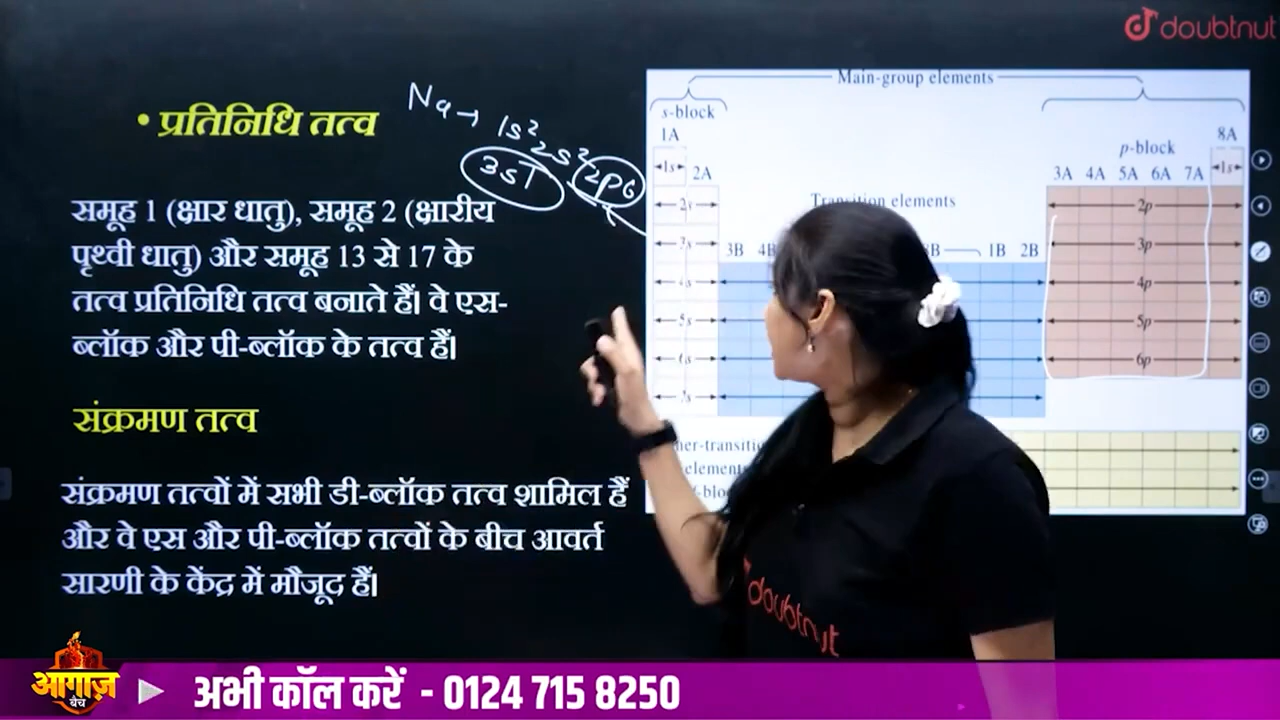 doubtnut
• प्रतिनिधि तत्व
Na → 1s² 2s² 2p6
3s1
समूह 1 (क्षार धातु), समूह 2 (क्षारीय
पृथ्वी धातु) और समूह 13 से 17 के
तत्व प्रतिनिधि तत्व बनाते हैं। वे एस-
ब्लॉक और पी-ब्लॉक के तत्व हैं।
संक्रमण तत्व
संक्रमण तत्वों में सभी डी-ब्लॉक तत्व शामिल हैं
और वे एस और पी-ब्लॉक तत्वों के बीच आवर्त
सारणी के केंद्र में मौजूद हैं।
Main-group elements
s-block
1A 8A
p-block
1s 2A 3A 4A 5A 6A 7A 1s
2s Transition elements 2p
3s 3B 4B 1B 2B 3p
4s 4p
5s 5p
6s 6p
7s
elements
doubtnut
आगाज़
बैच
अभी कॉल करें - 0124 715 8250